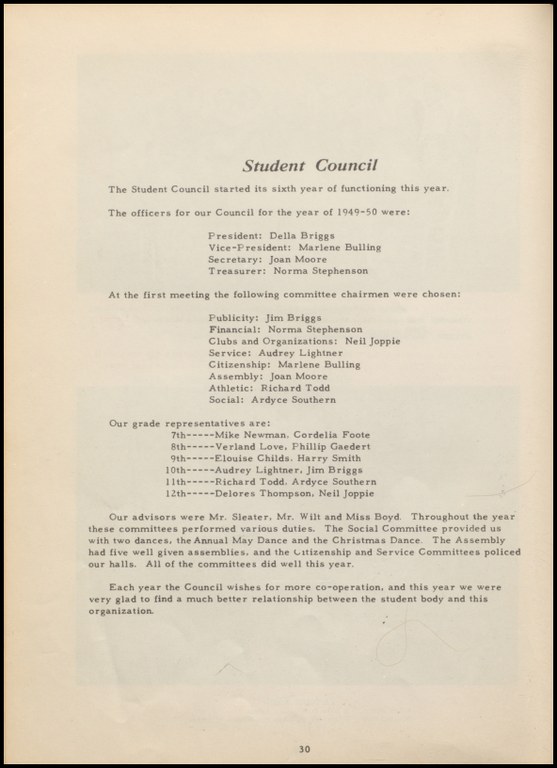 Student Council
The Student Council started its sixth year of functioning this year.
The officers for our Council for the year of 1949-50 were:
President: Della Briggs
Vice-President: Marlene Bulling
Secretary: Joan Moore
Treasurer: Norma Stephenson
At the first meeting the following committee chairmen were chosen:
Publicity: Jim Briggs
Financial: Norma Stephenson
Clubs and Organizations: Neil Joppie
Service: Audrey Lightner
Citizenship: Marlene Bulling
Assembly: Joan Moore
Athletic: Richard Todd
Social: Ardyce Southern
Our grade representatives are:
7th-----Mike Newman, Cordelia Foote
8th-----Verland Love, Phillip Gaedert
9th-----Elouise Childs, Harry Smith
10th-----Audrey Lightner, Jim Briggs
11th-----Richard Todd, Ardyce Southern
12th-----Delores Thompson, Neil Joppie
Our advisors were Mr. Sleater, Mr. Wilt and Miss Boyd. Throughout the year
these committees performed various duties. The Social Committee provided us
with two dances, the Annual May Dance and the Christmas Dance. The Assembly
had five well given assemblies, and the Citizenship and Service Committees policed
our halls. All of the committees did well this year.
Each year the Council wishes for more co-operation, and this year we were
very glad to find a much better relationship between the student body and this
organization.
30